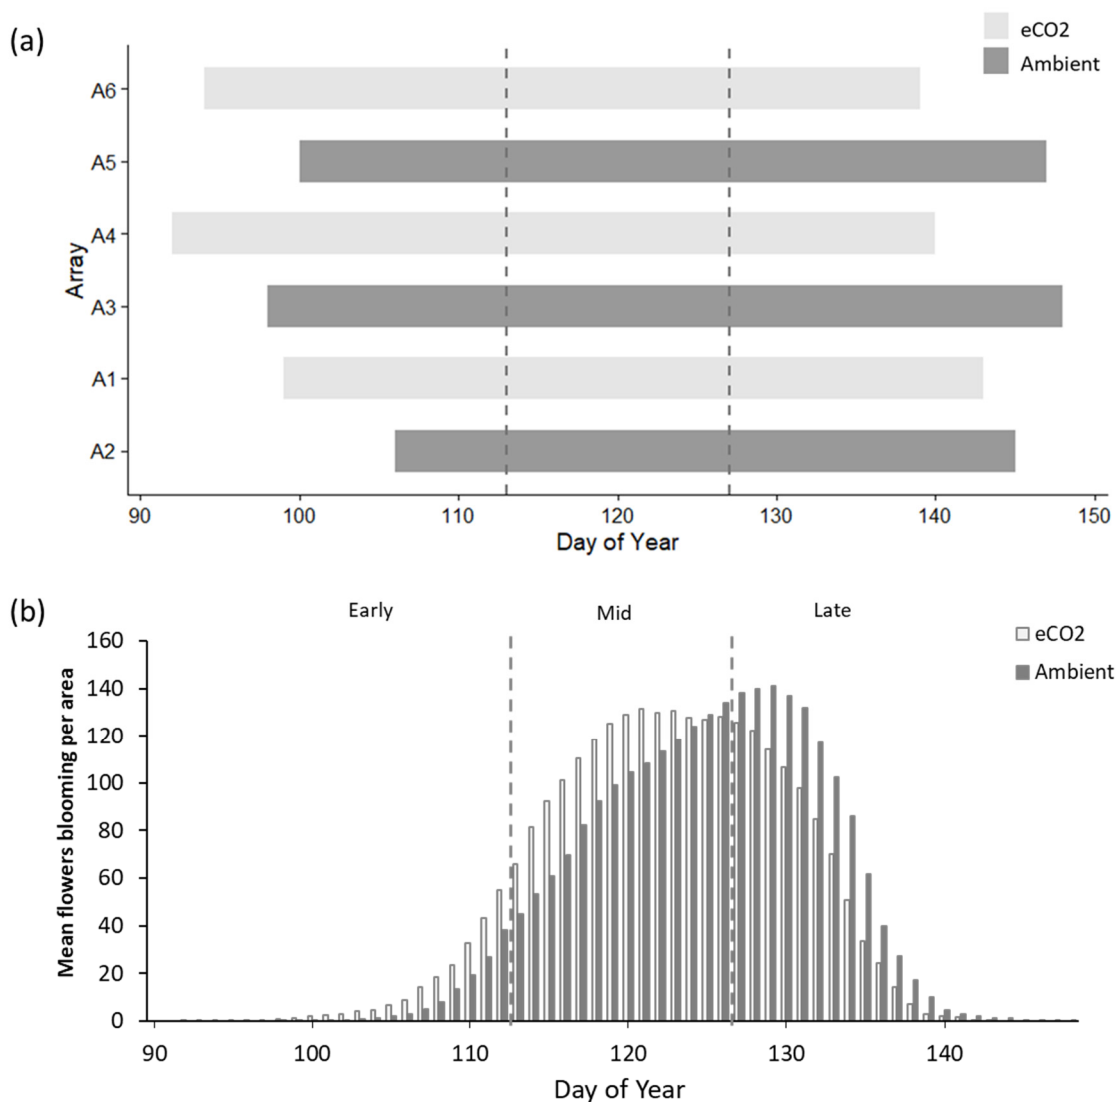 (a)
eCO2
Ambient
A6
A5
A4
A3
A1
A2
Array
90 100 110 120 130 140 150
Day of Year
(b)
Early Mid Late
eCO2
Ambient
160
140
120
100
80
60
40
20
0
Mean flowers blooming per area
90 100 110 120 130 140
Day of Year